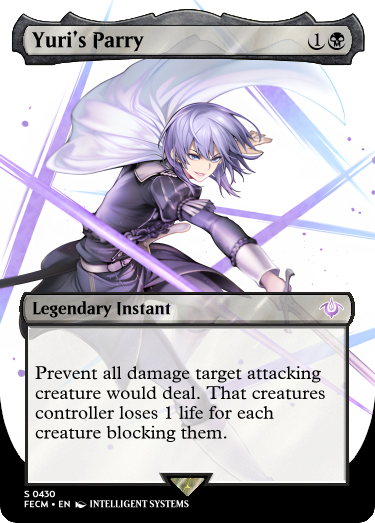 Yuri's Parry 1
Legendary Instant
Prevent all damage target attacking
creature would deal. That creatures
controller loses 1 life for each
creature blocking them.
S 0430
FECM • EN INTELLIGENT SYSTEMS